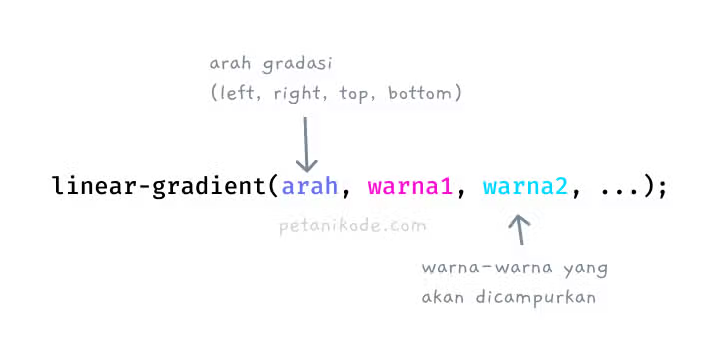 arah gradasi
(left, right, top, bottom)
linear-gradient(arah, warna1, warna2, ...);
petanikode.com
warna-warna yang
akan dicampurkan